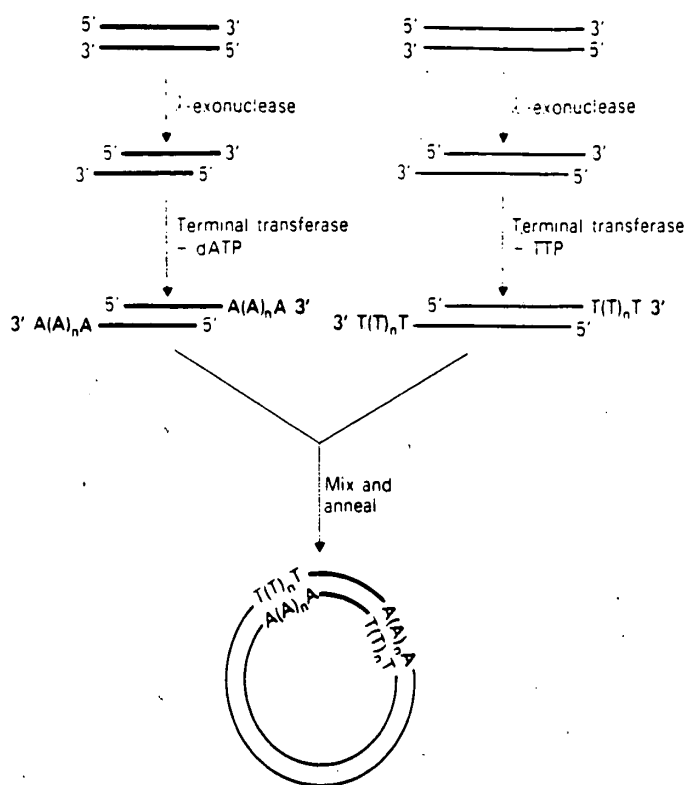 5' 3' 5' 3'
3' 5' 3' 5'
λ-exonuclease λ-exonuclease
5' 3' 5' 3'
3' 5' 3' 5'
Terminal transferase Terminal transferase
– dATP – TTP
5' A(A)nA 3' 5' T(T)nT 3'
3' A(A)nA 5' 3' T(T)nT 5'
Mix and
anneal
T(T)nT
A(A)nA
A(A)nA
T(T)nT